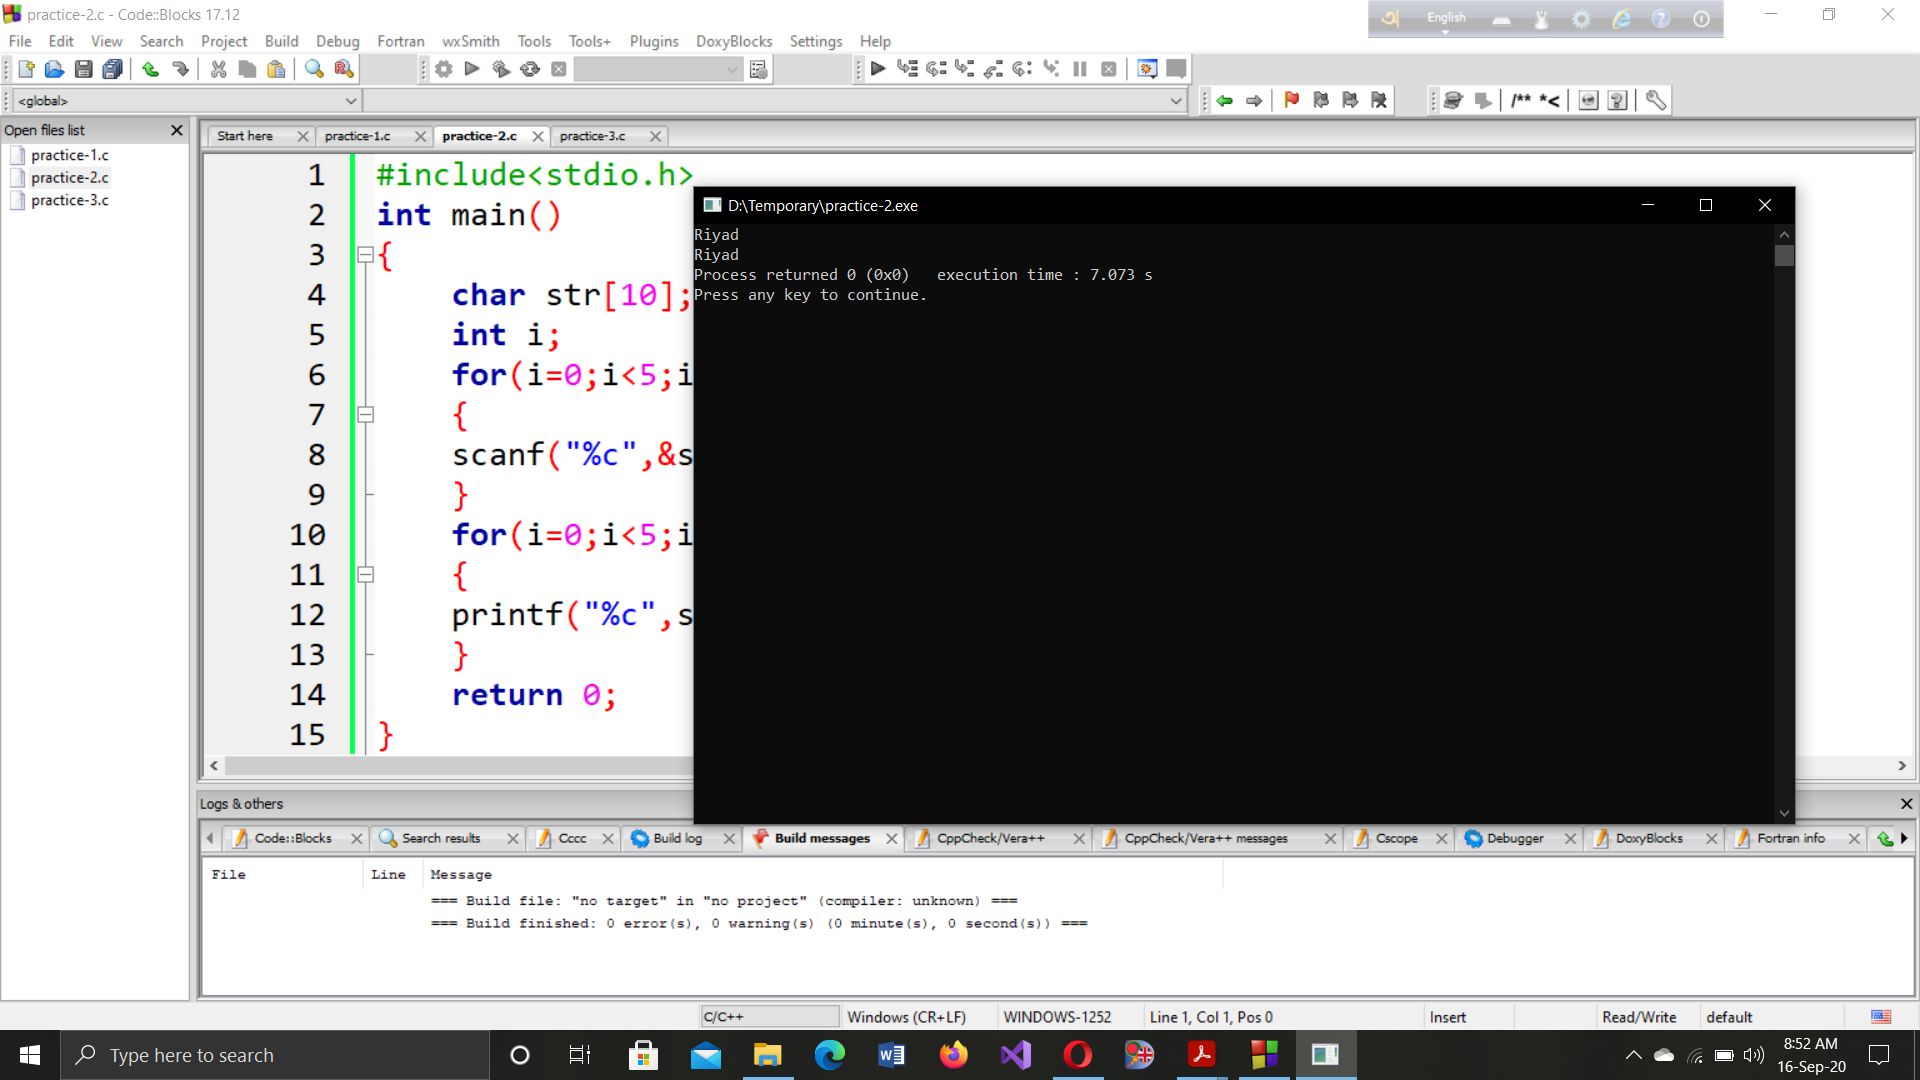 practice-2.c - Code::Blocks 17.12
English
File Edit View Search Project Build Debug Fortran wxSmith Tools Tools+ Plugins DoxyBlocks Settings Help
<global>
/** *<
Open files list
practice-1.c
practice-2.c
practice-3.c
Start here practice-1.c practice-2.c practice-3.c
1 #include<stdio.h>
2 int main()
3 {
4 char str[10];
5 int i;
6 for(i=0;i<5;i
7 {
8 scanf("%c",&s
9 }
10 for(i=0;i<5;i
11 {
12 printf("%c",s
13 }
14 return 0;
15 }
D:\Temporary\practice-2.exe
Riyad
Riyad
Process returned 0 (0x0)   execution time : 7.073 s
Press any key to continue.
Logs & others
Code::Blocks Search results Cccc Build log Build messages CppCheck/Vera++ CppCheck/Vera++ messages Cscope Debugger DoxyBlocks Fortran info
File Line Message
=== Build file: "no target" in "no project" (compiler: unknown) ===
=== Build finished: 0 error(s), 0 warning(s) (0 minute(s), 0 second(s)) ===
C/C++ Windows (CR+LF) WINDOWS-1252 Line 1, Col 1, Pos 0 Insert Read/Write default
Type here to search
8:52 AM
16-Sep-20